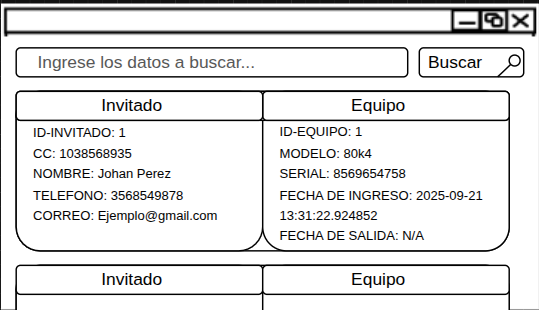 Ingrese los datos a buscar...
Buscar
Invitado
ID-INVITADO: 1
CC: 1038568935
NOMBRE: Johan Perez
TELEFONO: 3568549878
CORREO: Ejemplo@gmail.com
Equipo
ID-EQUIPO: 1
MODELO: 80k4
SERIAL: 8569654758
FECHA DE INGRESO: 2025-09-21
13:31:22.924852
FECHA DE SALIDA: N/A
Invitado
Equipo